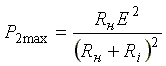 P₂max = RнE² / (Rн + Ri)²